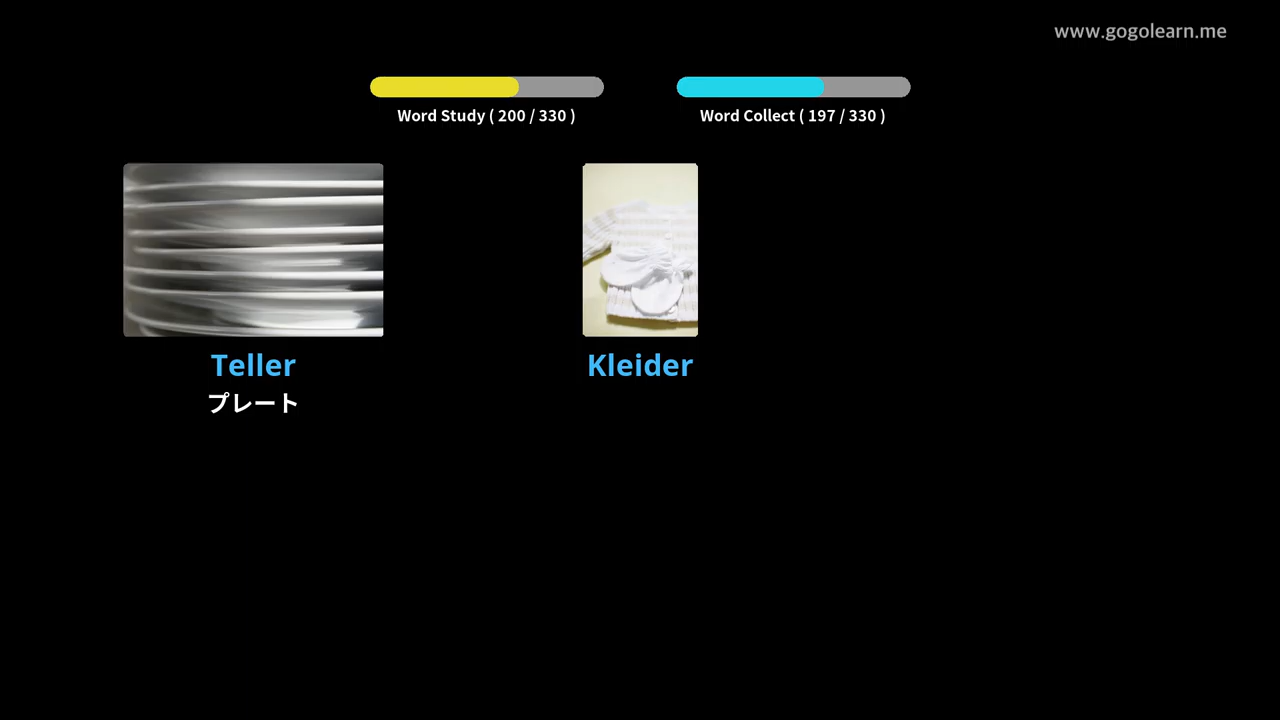 www.gogolearn.me
Word Study ( 200 / 330 )
Word Collect ( 197 / 330 )
Teller
プレート
Kleider